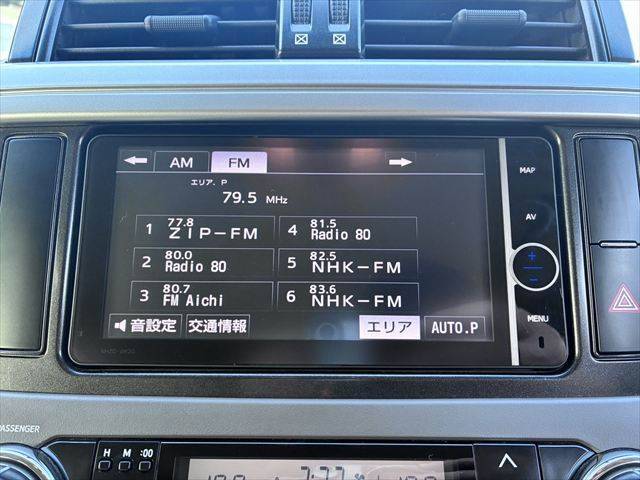 AM FM
エリア. P
79.5 MHz
1 77.8 ZIP-FM
4 81.5 Radio 80
2 80.0 Radio 80
5 82.5 NHK-FM
3 80.7 FM Aichi
6 83.6 NHK-FM
音設定 交通情報 エリア AUTO.P
MAP
AV
+
−
MENU
PASSENGER
H M :00